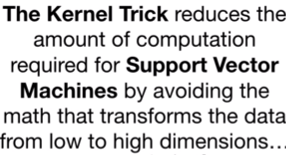 The Kernel Trick reduces the
amount of computation
required for Support Vector
Machines by avoiding the
math that transforms the data
from low to high dimensions...